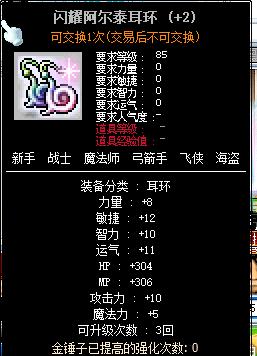 闪耀阿尔泰耳环 (+2)
可交换1次(交易后不可交换)
要求等级: 85
要求力量: 0
要求敏捷: 0
要求智力: 0
要求运气: 0
要求人气度: -
道具等级: -
道具经验值: -
新手 战士 魔法师 弓箭手 飞侠 海盗
装备分类 : 耳环
力量 : +8
敏捷 : +12
智力 : +10
运气 : +11
HP : +304
MP : +306
攻击力 : +10
魔法力 : +5
可升级次数 : 3回
金锤子已提高的强化次数: 0